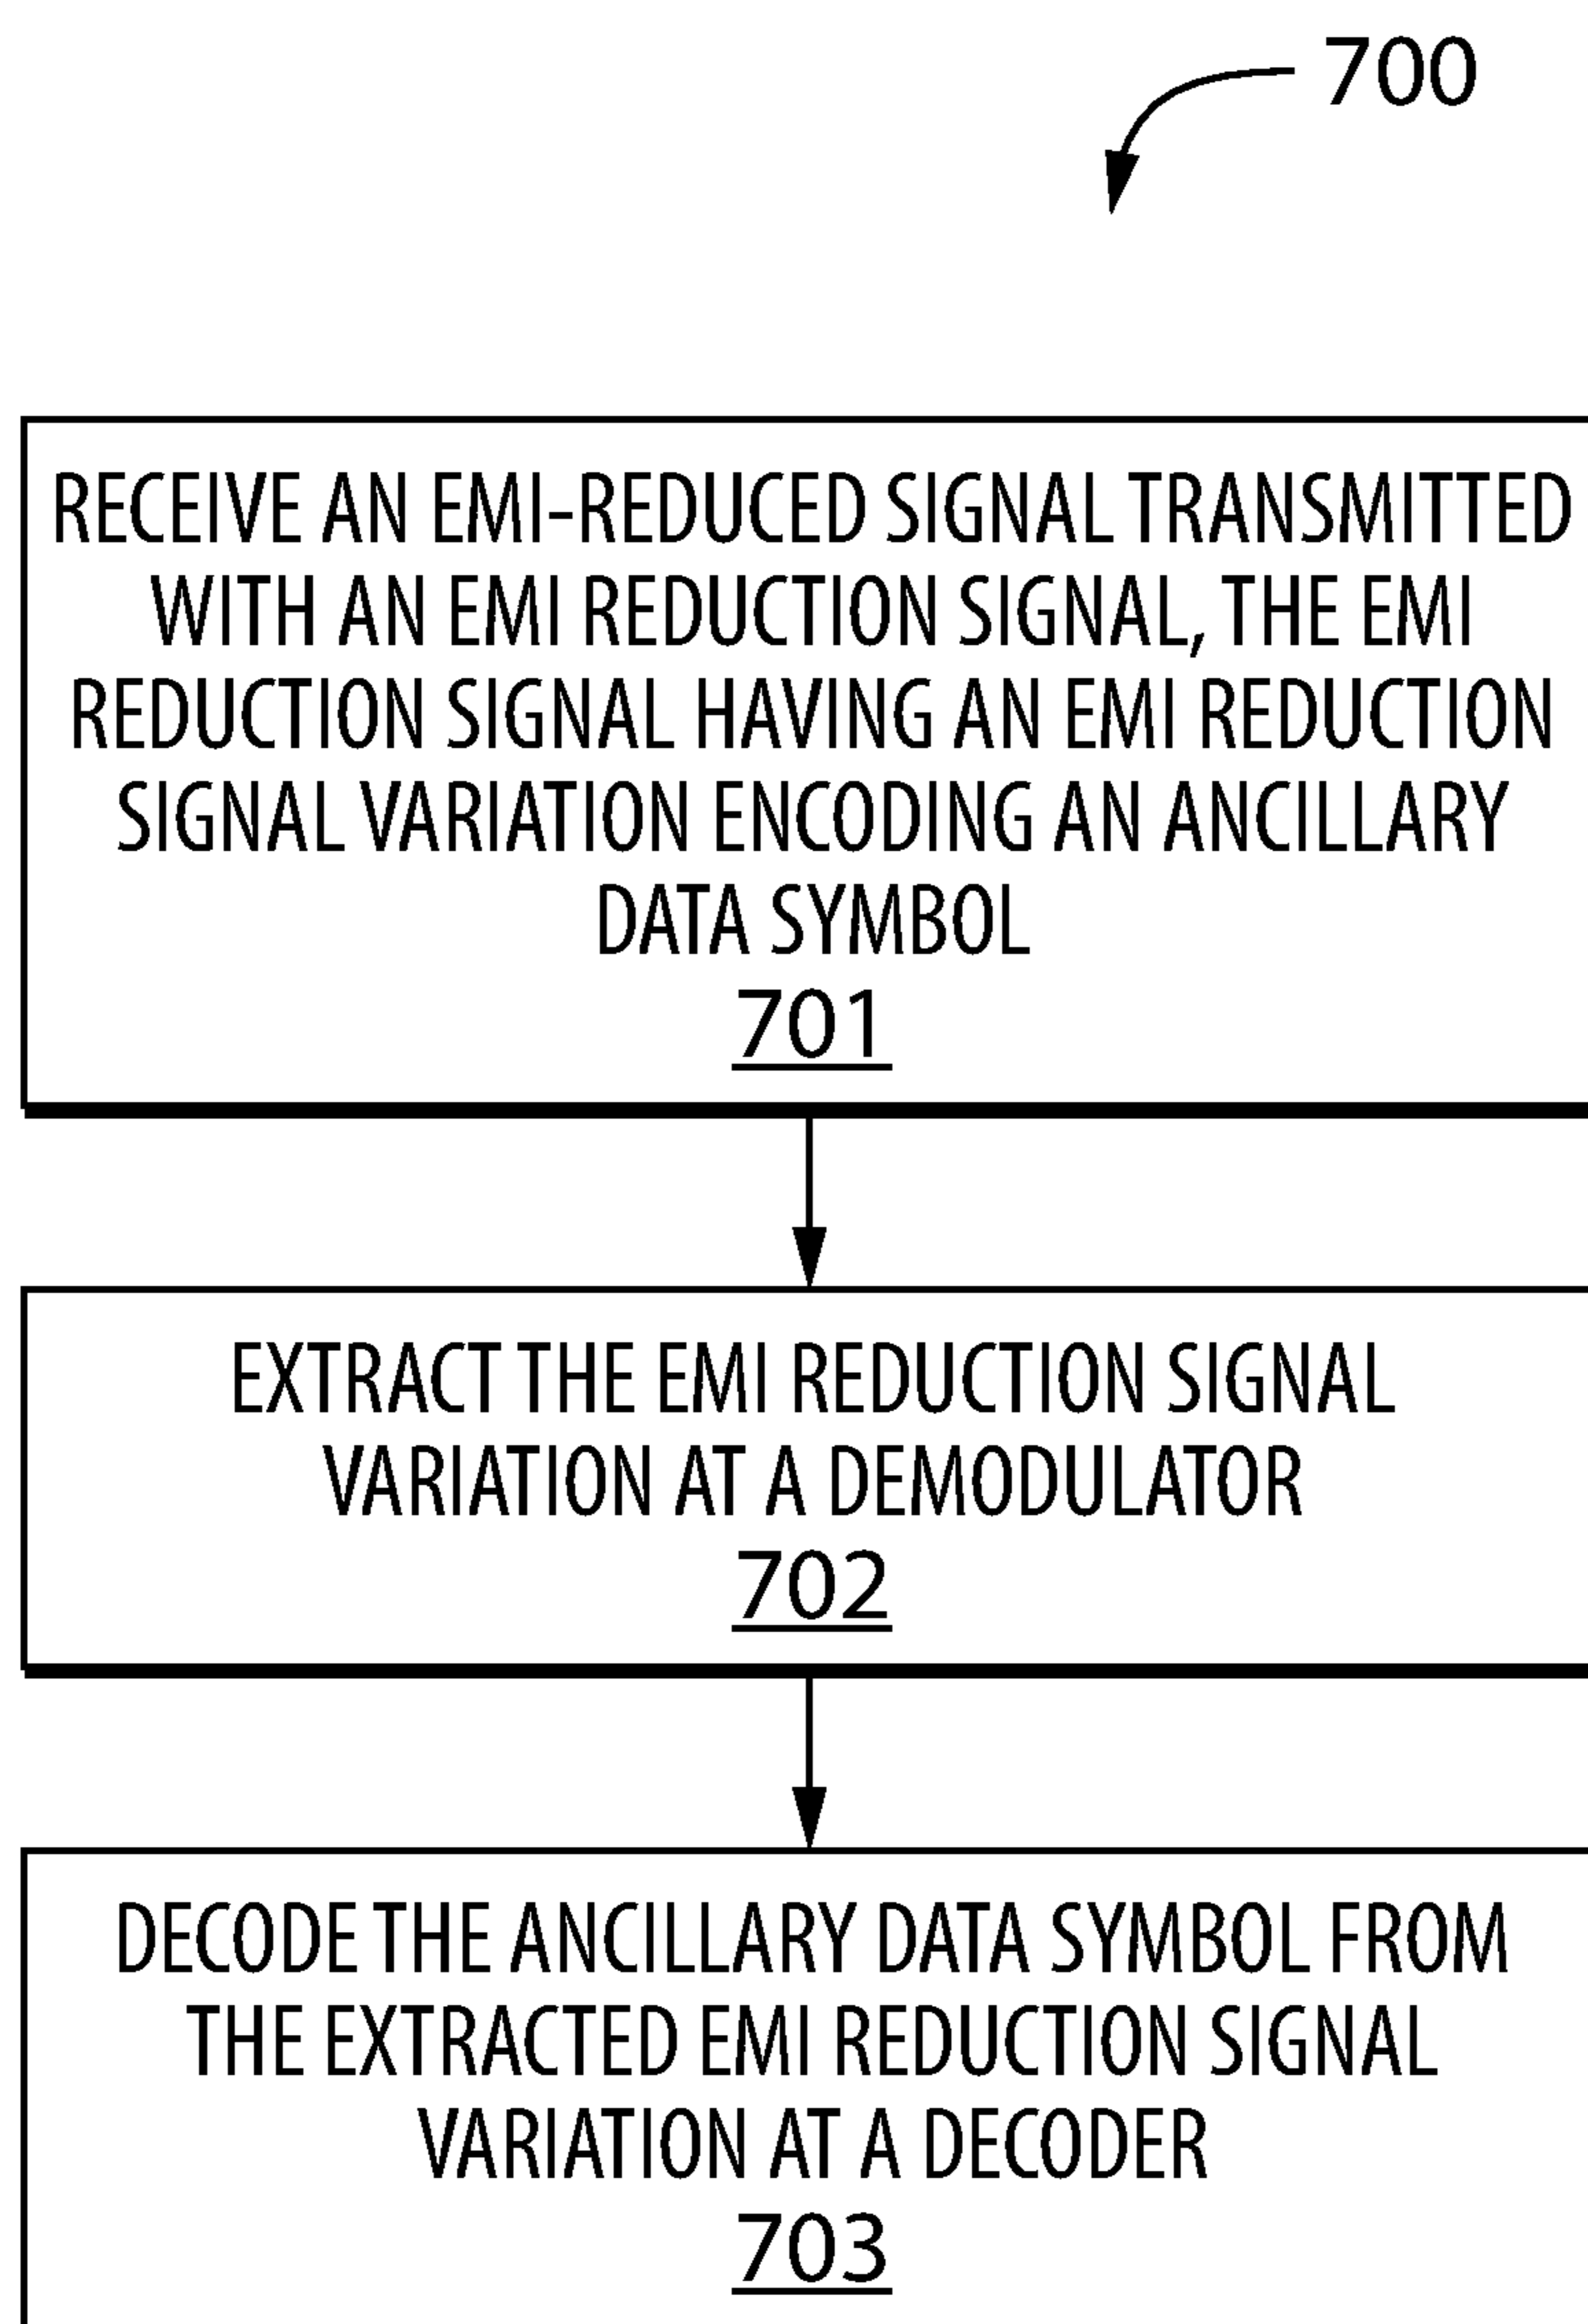 700
RECEIVE AN EMI-REDUCED SIGNAL TRANSMITTED
WITH AN EMI REDUCTION SIGNAL, THE EMI
REDUCTION SIGNAL HAVING AN EMI REDUCTION
SIGNAL VARIATION ENCODING AN ANCILLARY
DATA SYMBOL
701
EXTRACT THE EMI REDUCTION SIGNAL
VARIATION AT A DEMODULATOR
702
DECODE THE ANCILLARY DATA SYMBOL FROM
THE EXTRACTED EMI REDUCTION SIGNAL
VARIATION AT A DECODER
703